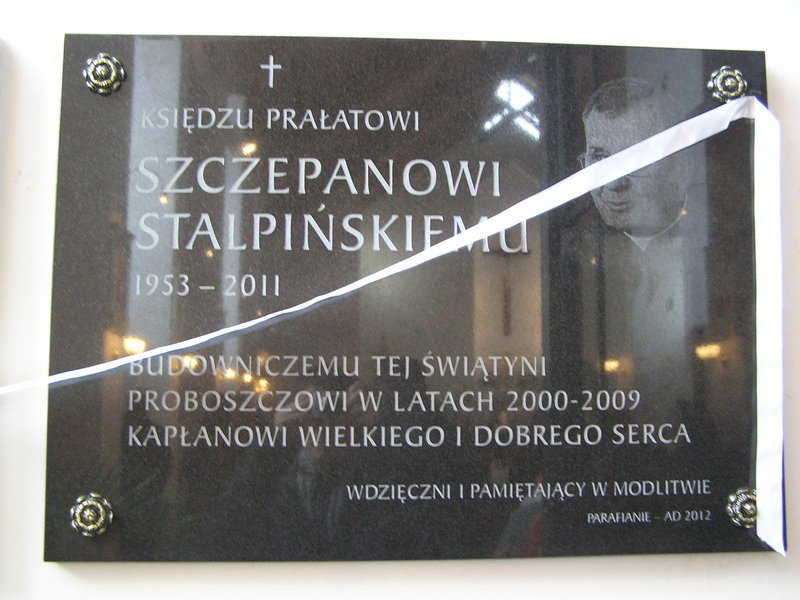 KSIĘDZU PRAŁATOWI
SZCZEPANOWI
STALPIŃSKIEMU
1953 – 2011
BUDOWNICZEMU TEJ ŚWIĄTYNI
PROBOSZCZOWI W LATACH 2000-2009
KAPŁANOWI WIELKIEGO I DOBREGO SERCA
WDZIĘCZNI I PAMIĘTAJĄCY W MODLITWIE
PARAFIANIE – AD 2012